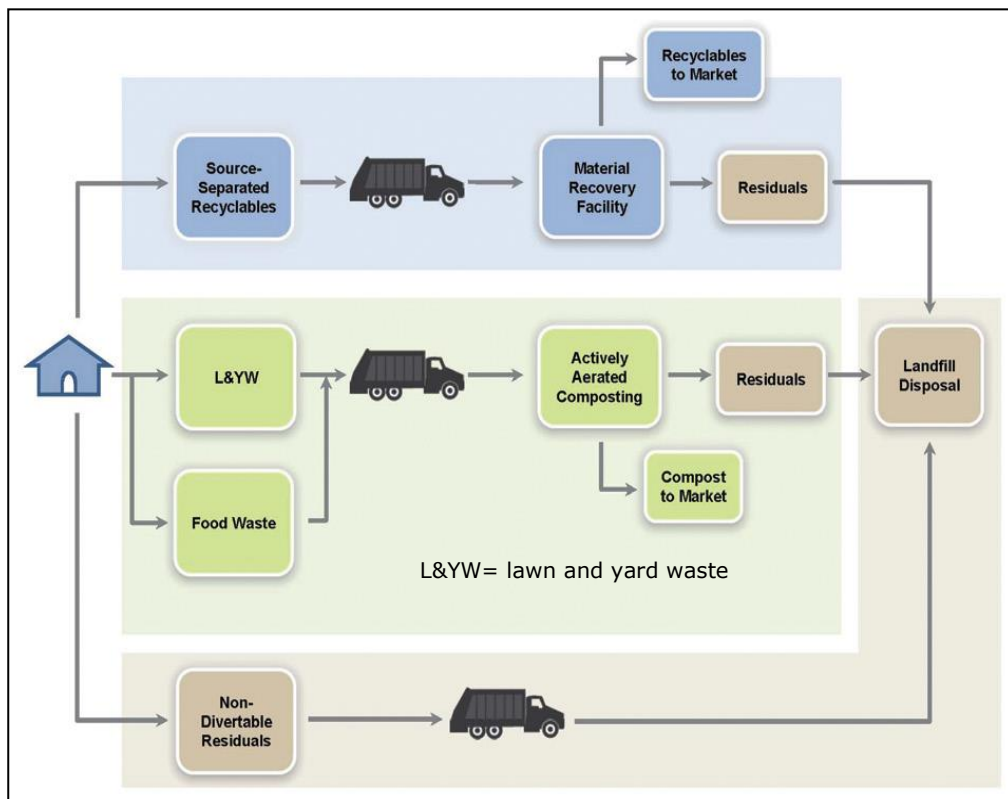 Recyclables
to Market
Source-
Separated
Recyclables
Material
Recovery
Facility
Residuals
L&YW
Actively
Aerated
Composting
Residuals
Landfill
Disposal
Food Waste
Compost
to Market
L&YW= lawn and yard waste
Non-
Divertable
Residuals